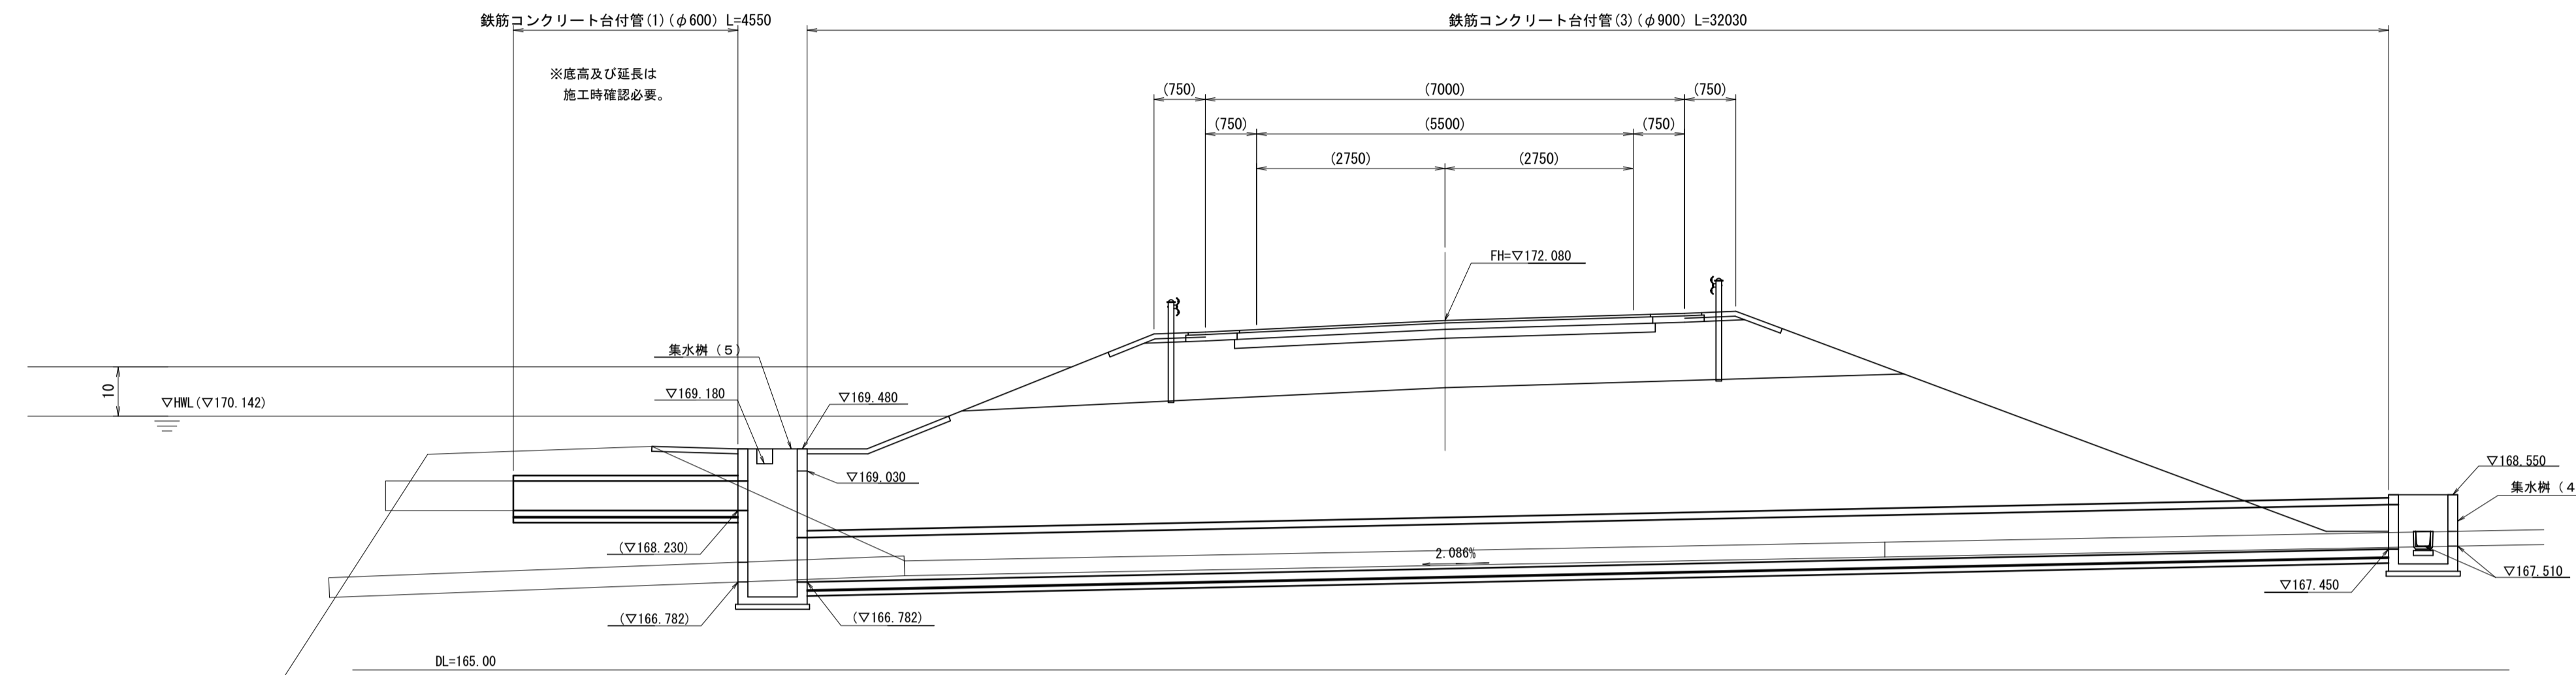 鉄筋コンクリート台付管(1)(φ600) L=4550
鉄筋コンクリート台付管(3)(φ900) L=32030
※底高及び延長は
施工時確認必要。
(750)
(7000)
(750)
(750)
(5500)
(750)
(2750)
(2750)
FH=▽172.080
集水桝(5)
10
▽HWL(▽170.142)
▽169.180
▽169.480
▽169.030
▽168.550
集水桝(4
(▽168.230)
2.086%
▽167.450
▽167.510
(▽166.782)
(▽166.782)
DL=165.00